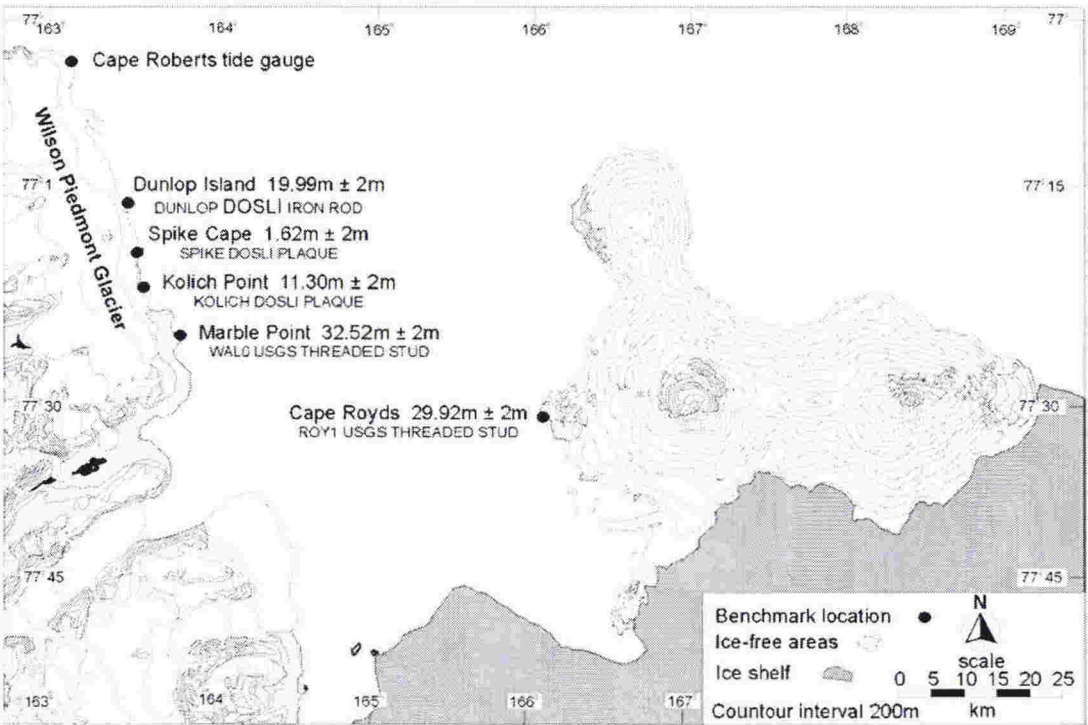 77°
163°
164°
165°
166°
167°
168°
169°
77°
Cape Roberts tide gauge
Wilson Piedmont Glacier
77°1
Dunlop Island 19.99m ± 2m
DUNLOP DOSLI IRON ROD
77°15
Spike Cape 1.62m ± 2m
SPIKE DOSLI PLAQUE
Kolich Point 11.30m ± 2m
KOLICH DOSLI PLAQUE
Marble Point 32.52m ± 2m
WAL0 USGS THREADED STUD
77°30
Cape Royds 29.92m ± 2m
ROY1 USGS THREADED STUD
77°30
77°45
77°45
Benchmark location
Ice-free areas
Ice shelf
Countour interval 200m
N
scale
0 5 10 15 20 25
km
163°
164°
165°
166°
167°